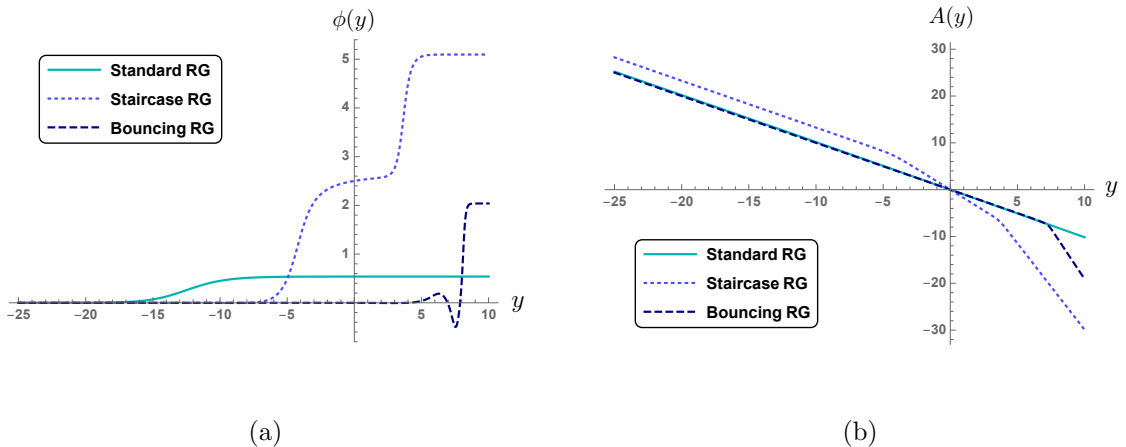 ϕ(y)
5
4
3
2
1
-25 -20 -15 -10 -5 5 10 y
Standard RG
Staircase RG
Bouncing RG
(a)
A(y)
30
20
10
-25 -20 -15 -10 -5 5 10 y
-10
-20
-30
Standard RG
Staircase RG
Bouncing RG
(b)